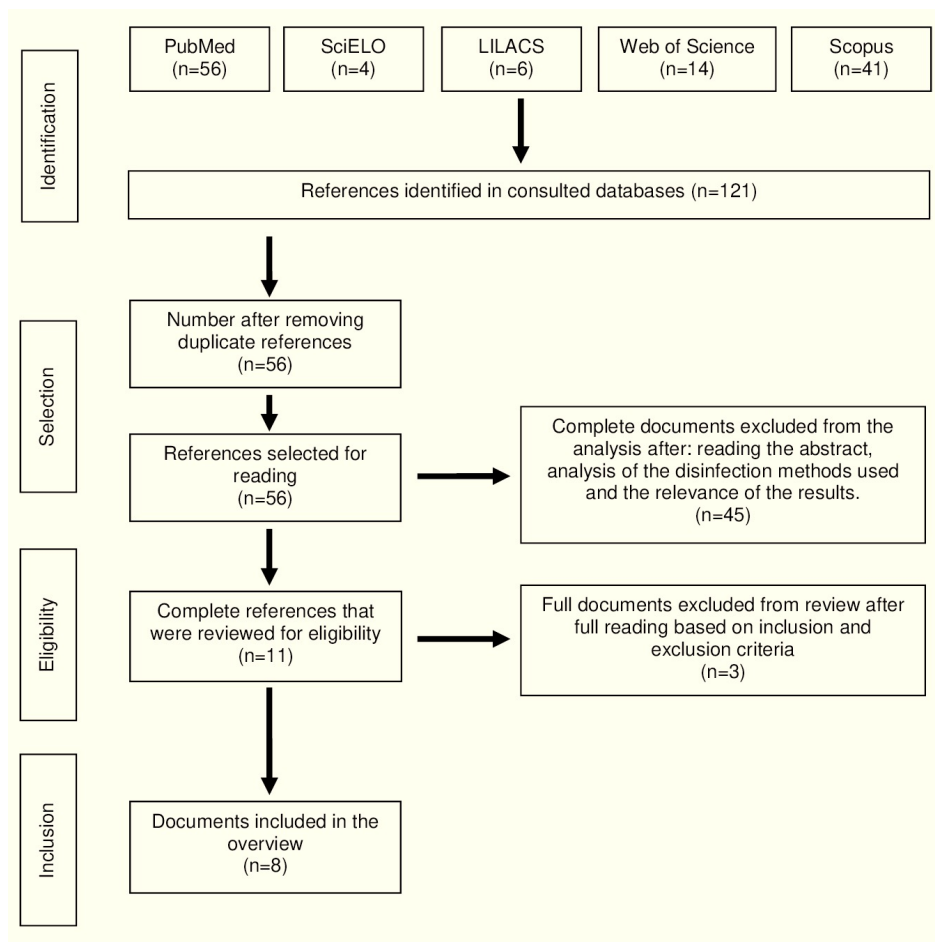 PubMed
(n=56)
SciELO
(n=4)
LILACS
(n=6)
Web of Science
(n=14)
Scopus
(n=41)
Identification
References identified in consulted databases (n=121)
Selection
Number after removing
duplicate references
(n=56)
References selected for
reading
(n=56)
Complete documents excluded from the
analysis after: reading the abstract,
analysis of the disinfection methods used
and the relevance of the results.
(n=45)
Eligibility
Complete references that
were reviewed for eligibility
(n=11)
Full documents excluded from review after
full reading based on inclusion and
exclusion criteria
(n=3)
Inclusion
Documents included in the
overview
(n=8)